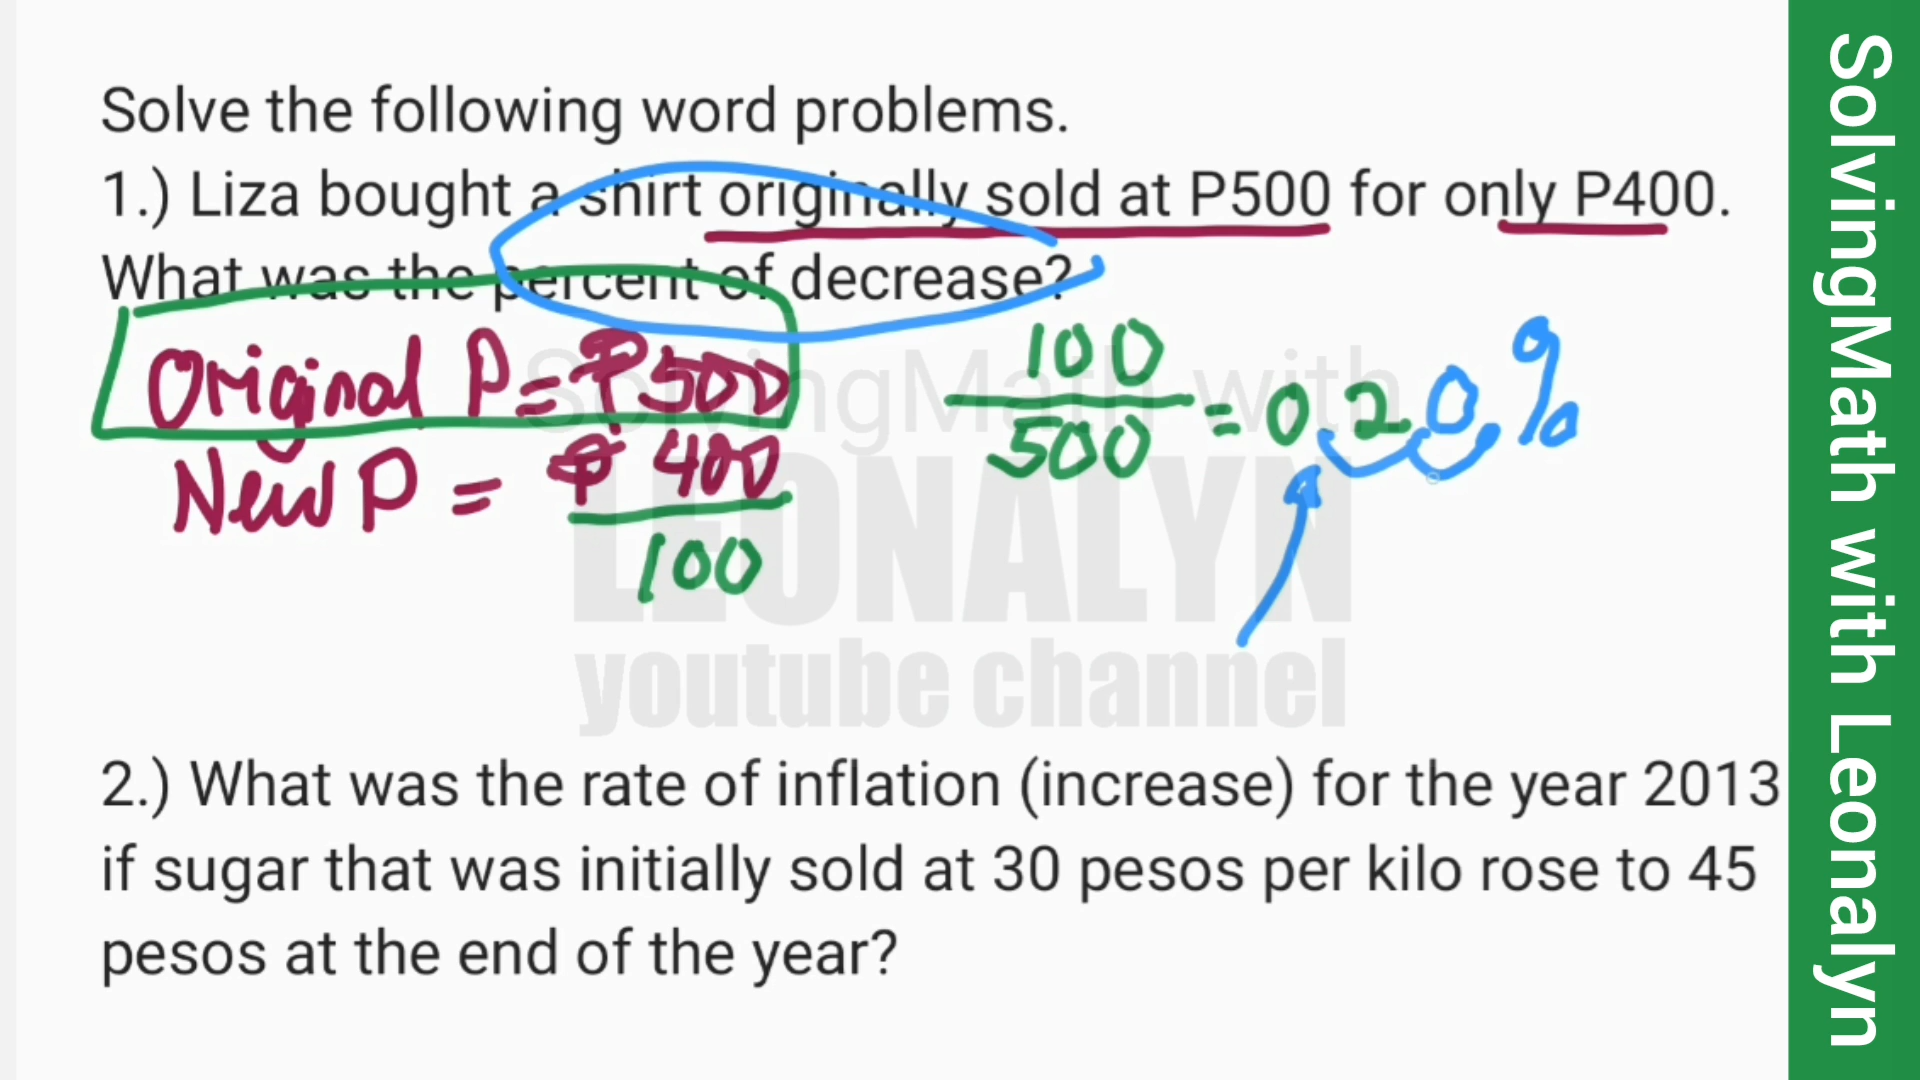 Solve the following word problems.
1.) Liza bought a shirt originally sold at P500 for only P400.
What was the percent of decrease?
Original P = ₱500
New P = ₱ 400
100
100
500
= 0.20%
2.) What was the rate of inflation (increase) for the year 2013
if sugar that was initially sold at 30 pesos per kilo rose to 45
pesos at the end of the year?
SolvingMath with
LEONALYN
youtube channel
SolvingMath with Leonalyn